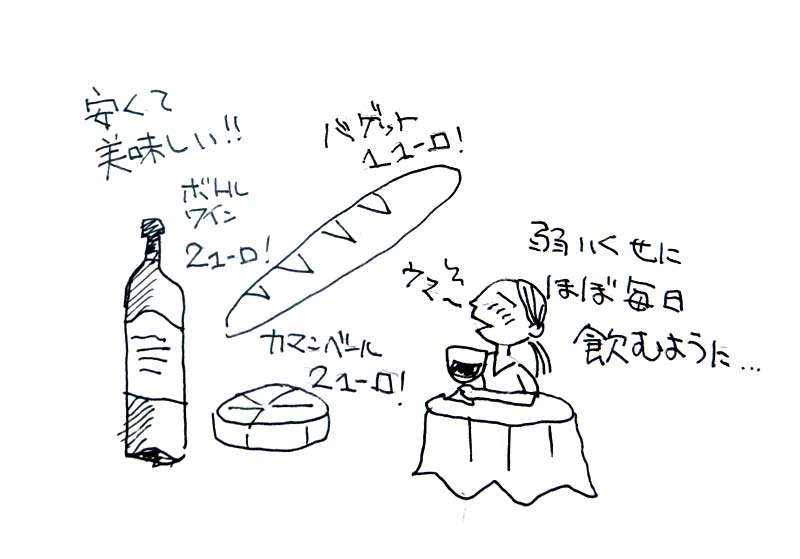 安くて
美味しい!!
バゲット
1ユーロ!
ボトル
ワイン
2ユーロ!
カマンベール
2ユーロ!
ウマ〜
弱いくせに
ほぼ毎日
飲むように...